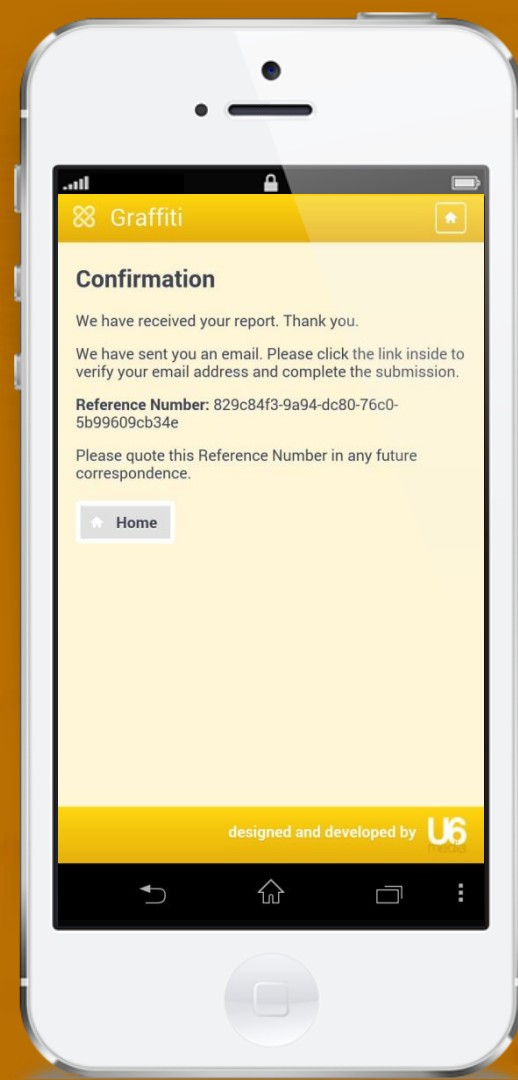 Graffiti
Confirmation
We have received your report. Thank you.
We have sent you an email. Please click the link inside to
verify your email address and complete the submission.
Reference Number: 829c84f3-9a94-dc80-76c0-
5b99609cb34e
Please quote this Reference Number in any future
correspondence.
Home
designed and developed by U6
media